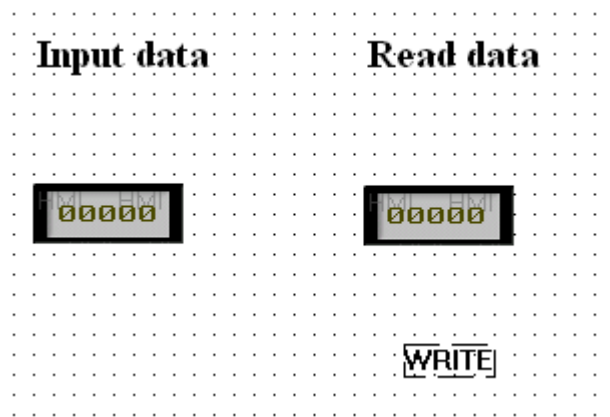 Input data
Read data
HMI HMI
00000
HMI HMI
00000
WRITE